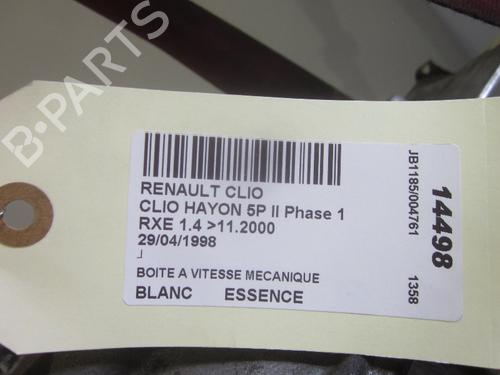 B-PARTS
RENAULT CLIO
CLIO HAYON 5P II Phase 1
RXE 1.4 >11.2000
29/04/1998
BOITE A VITESSE MECANIQUE
BLANC ESSENCE
JB1185/004761 1358
14498